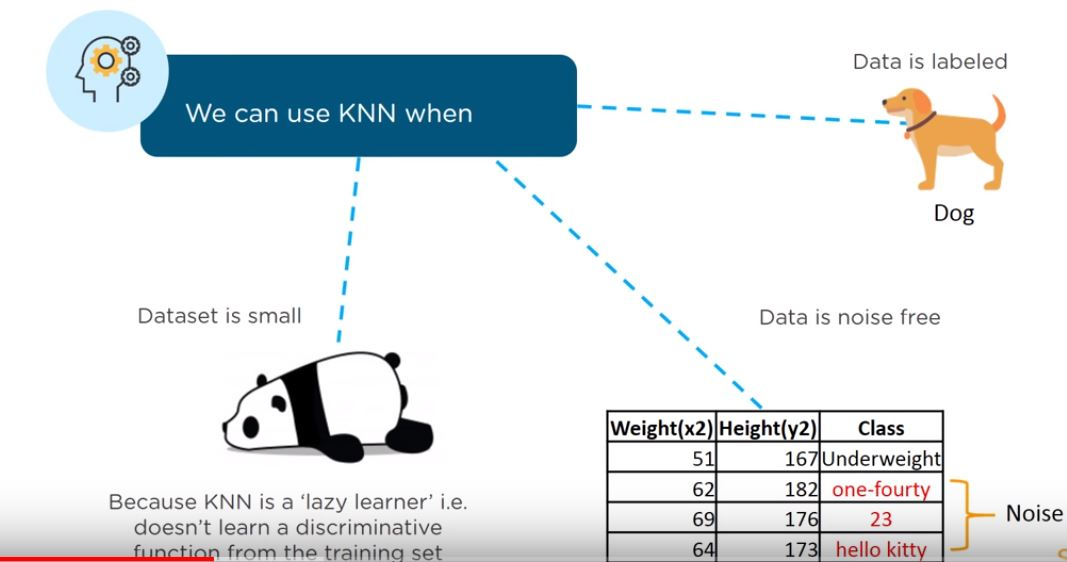 We can use KNN when
Data is labeled
Dog
Dataset is small
Data is noise free
Because KNN is a ‘lazy learner’ i.e.
doesn’t learn a discriminative
function from the training set
Weight(x2) Height(y2) Class
51 167 Underweight
62 182 one-fourty
69 176 23
64 173 hello kitty
Noise